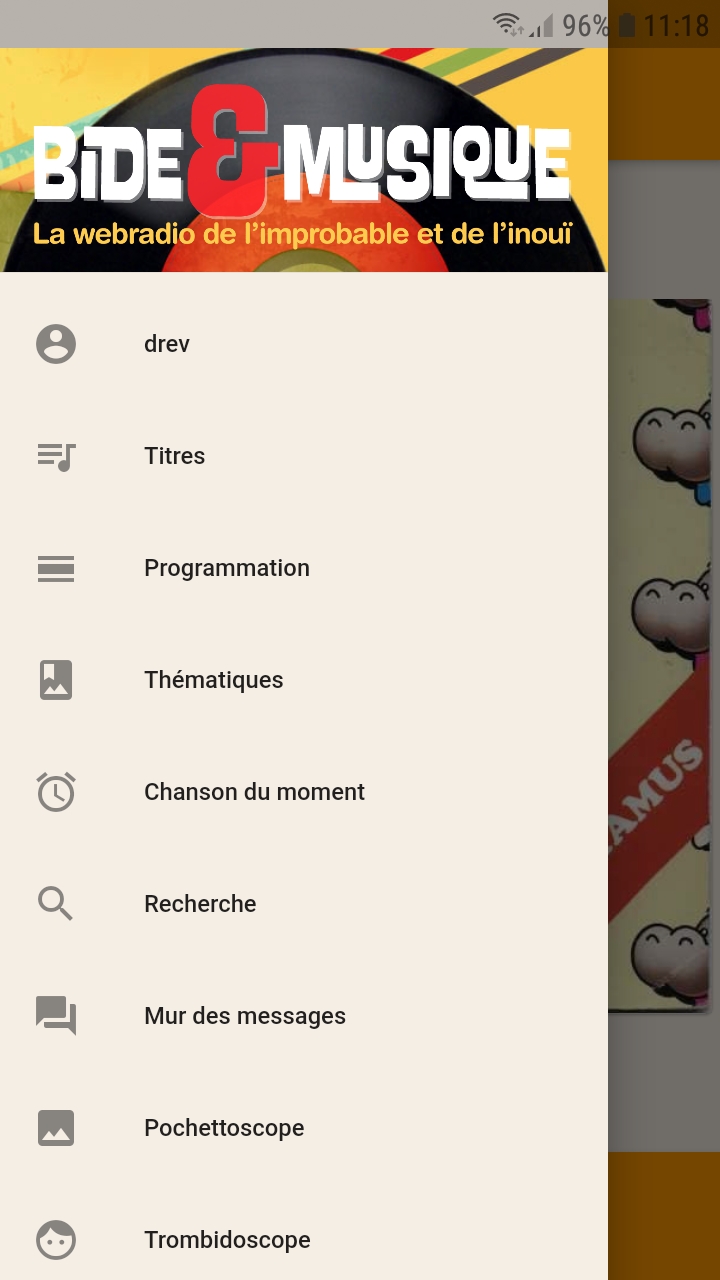 96% 11:18
BIDE & MUSIQUE
La webradio de l'improbable et de l'inouï
drev
Titres
Programmation
Thématiques
Chanson du moment
Recherche
Mur des messages
Pochettoscope
Trombidoscope